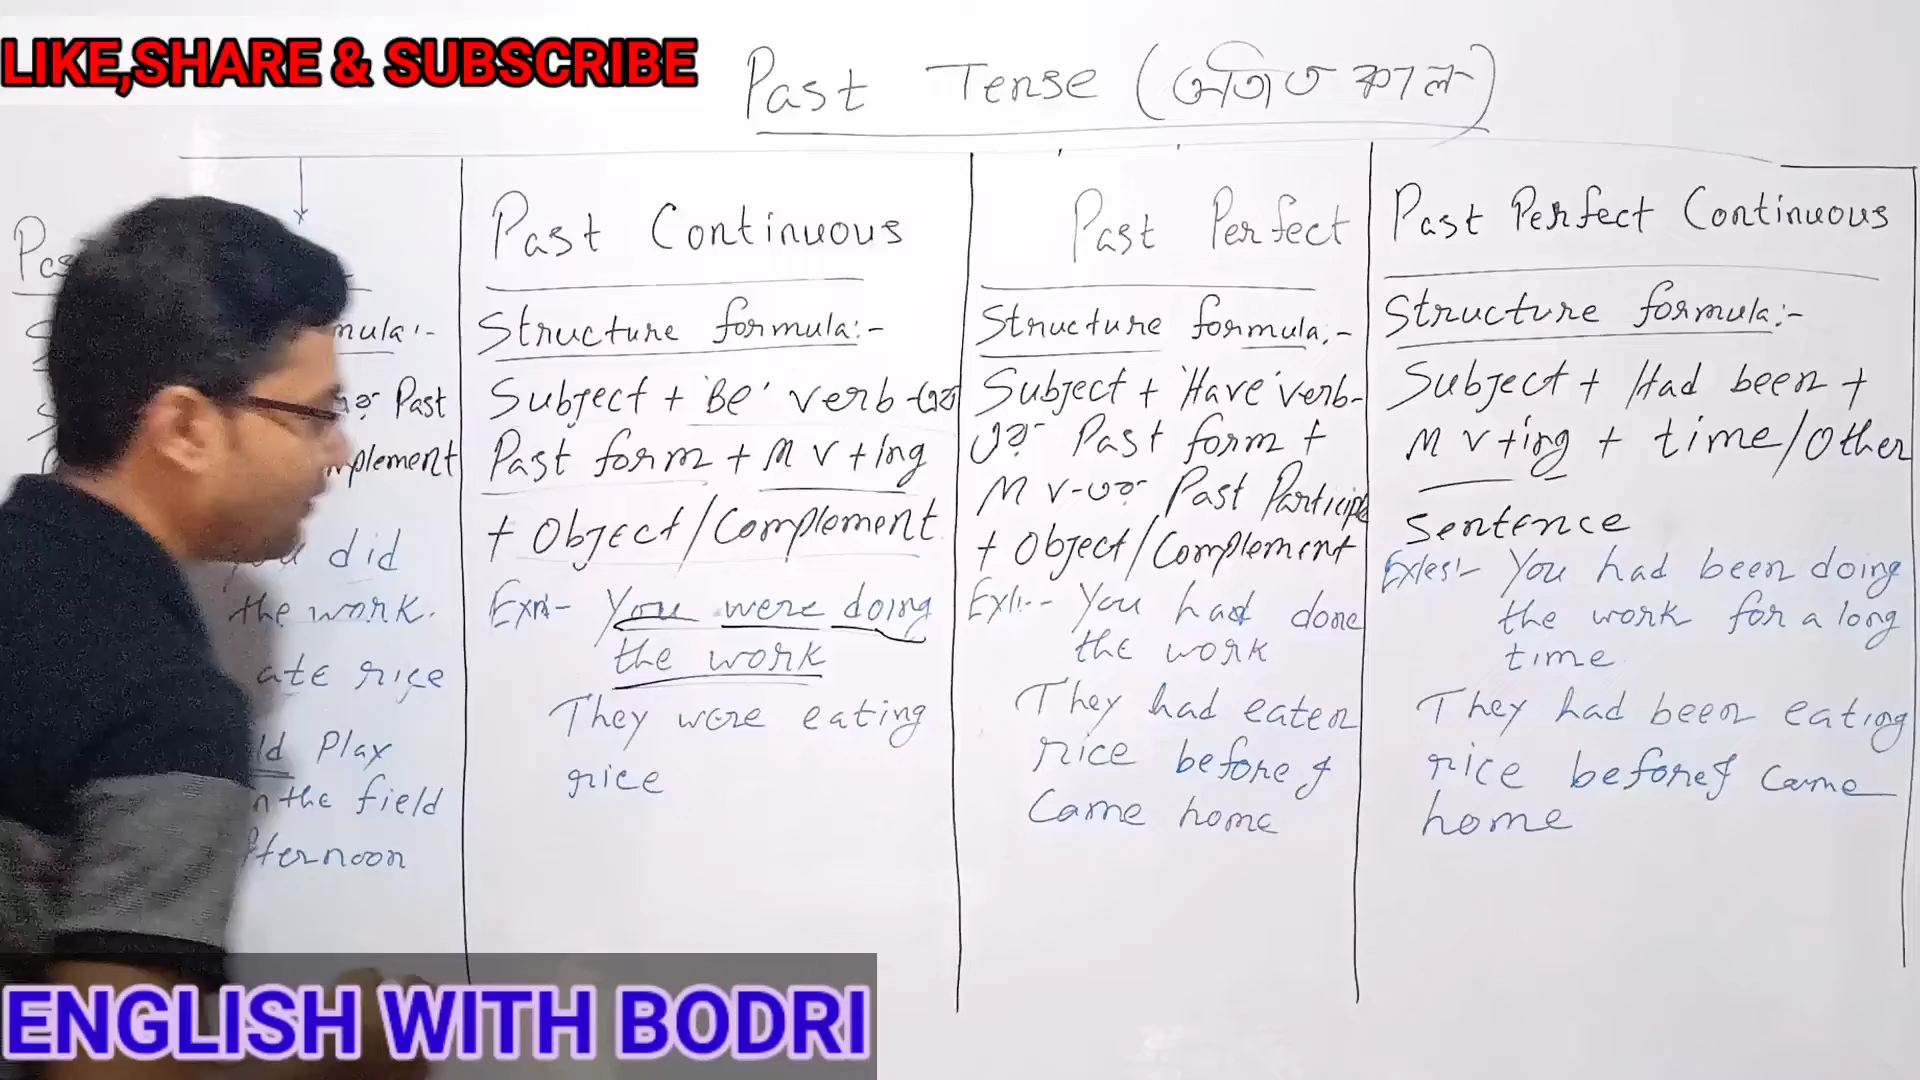 LIKE,SHARE & SUBSCRIBE
Past Tense (অতিত কাল)
Past
mula:-
Past
mplement
did
the work.
ate rice
ld Play
n the field
fternoon
Past Continuous
Structure formula:-
Subject + 'Be' verb-এর
Past form + M V + ing
+ Object/Complement
Ex:- You were doing
the work
They were eating
rice
Past Perfect
Structure formula:-
Subject + 'Have' verb-
এর Past form +
M V-এর Past Participle
+ Object/Complement
You had done
the work
They had eaten
rice before I
came home
Past Perfect Continuous
Structure formula:-
Subject + Had been +
M V + ing + time/Other
sentence
You had been doing
the work for a long
time
They had been eating
rice before I came
home
ENGLISH WITH BODRI